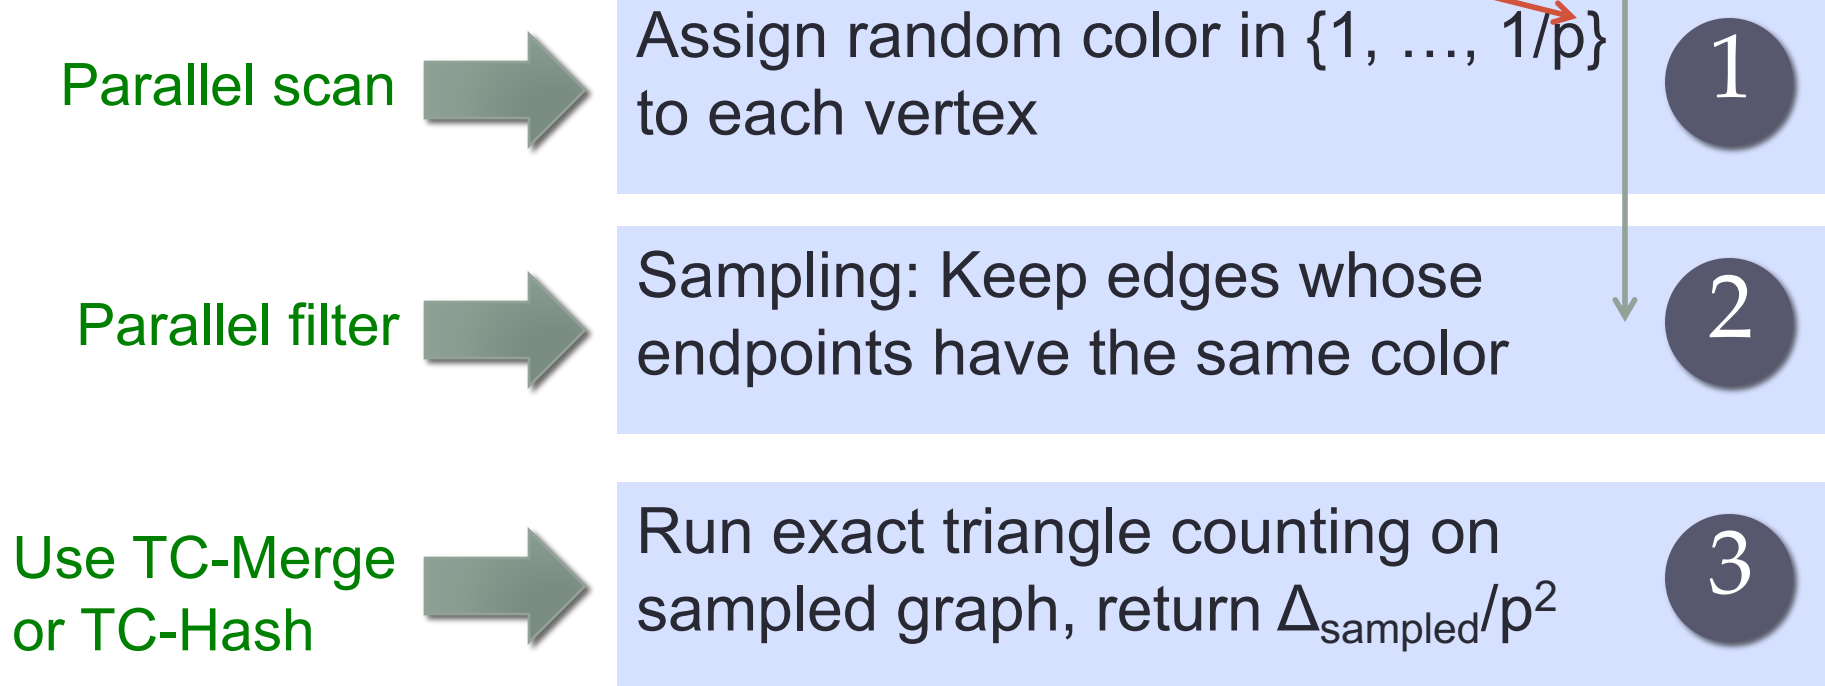 Parallel scan
Assign random color in {1, …, 1/p}
to each vertex
1
Parallel filter
Sampling: Keep edges whose
endpoints have the same color
2
Use TC-Merge
or TC-Hash
Run exact triangle counting on
sampled graph, return Δsampled/p²
3